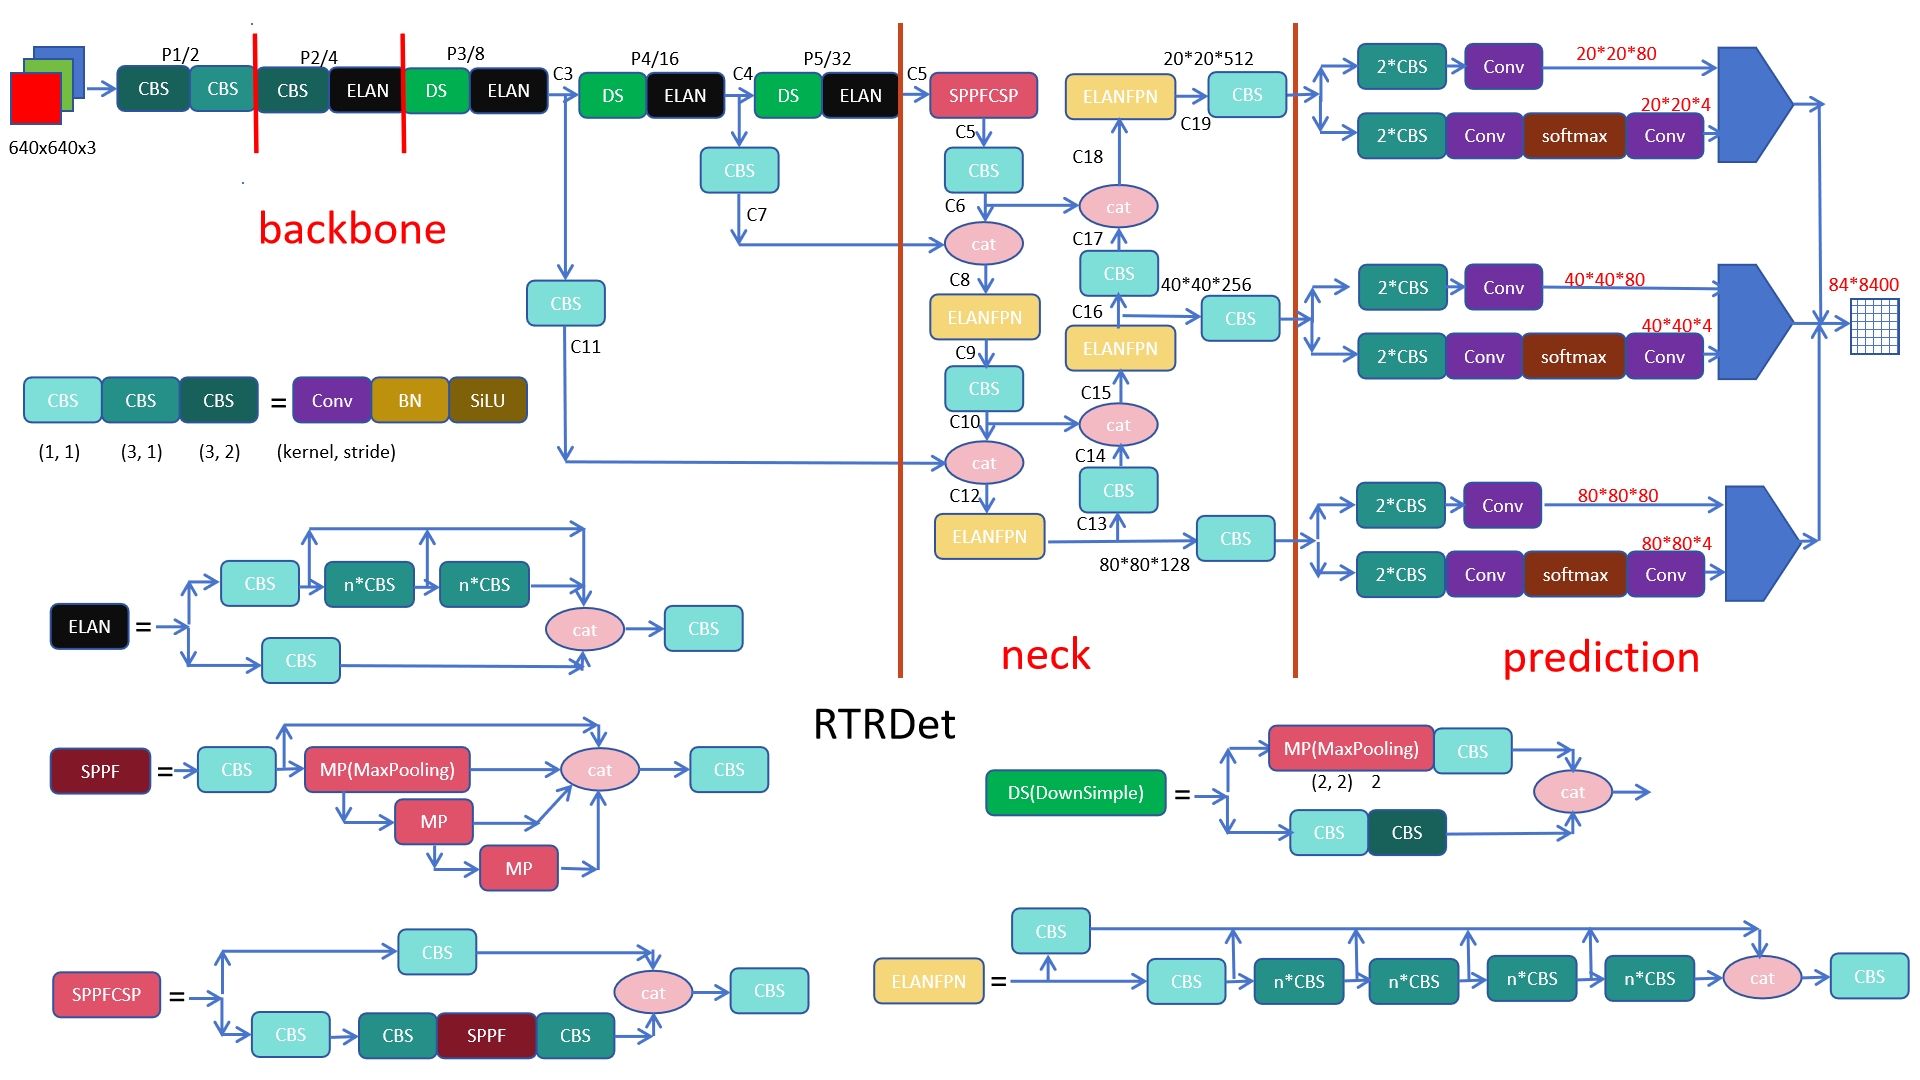 P1/2
P2/4
P3/8
P4/16
P5/32
640x640x3
CBS CBS CBS ELAN DS ELAN C3 DS ELAN C4 DS ELAN C5
CBS
C7
CBS
C11
backbone
CBS CBS CBS = Conv BN SiLU
(1, 1) (3, 1) (3, 2) (kernel, stride)
SPPFCSP
C5
CBS
C6
cat
C8
ELANFPN
C9
CBS
C10
cat
C12
ELANFPN
C13
80*80*128
CBS
CBS
C14
cat
C15
ELANFPN
C16
40*40*256
CBS
CBS
C17
cat
C18
ELANFPN
C19
20*20*512
CBS
neck
2*CBS Conv 20*20*80
20*20*4
2*CBS Conv softmax Conv
2*CBS Conv 40*40*80
40*40*4
2*CBS Conv softmax Conv
84*8400
2*CBS Conv 80*80*80
80*80*4
2*CBS Conv softmax Conv
prediction
RTRDet
ELAN =
CBS n*CBS n*CBS
cat CBS
CBS
SPPF = CBS MP(MaxPooling) cat CBS
MP
MP
SPPFCSP =
CBS
cat CBS
CBS CBS SPPF CBS
DS(DownSimple) =
MP(MaxPooling) CBS
(2, 2) 2
cat
CBS CBS
ELANFPN =
CBS
CBS n*CBS n*CBS n*CBS n*CBS cat CBS